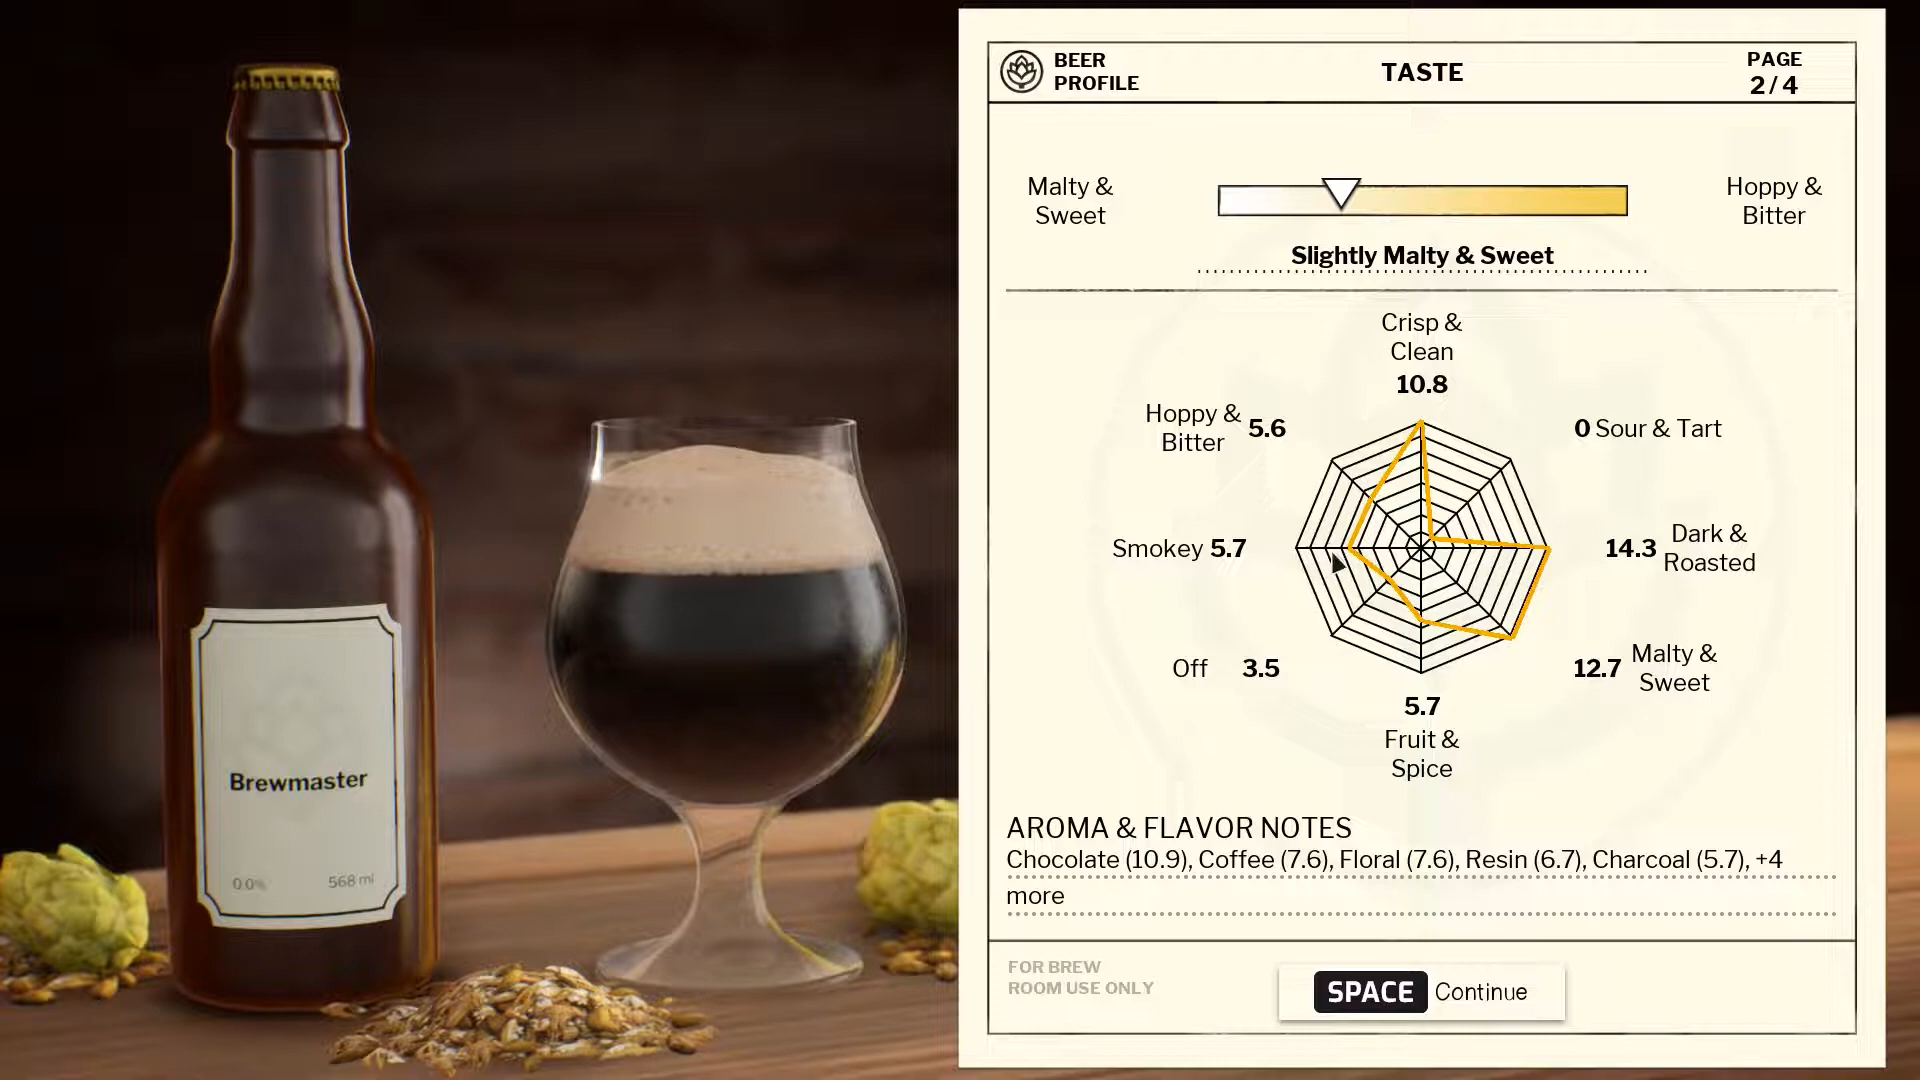 BEER
PROFILE
TASTE
PAGE
2 / 4
Malty &
Sweet
Hoppy &
Bitter
Slightly Malty & Sweet
Crisp &
Clean
10.8
Hoppy &
Bitter
5.6
0 Sour & Tart
Smokey 5.7
14.3
Dark &
Roasted
Off 3.5
12.7
Malty &
Sweet
5.7
Fruit &
Spice
AROMA & FLAVOR NOTES
Chocolate (10.9), Coffee (7.6), Floral (7.6), Resin (6.7), Charcoal (5.7), +4
more
FOR BREW
ROOM USE ONLY
SPACE Continue
Brewmaster
0.0% 568 ml